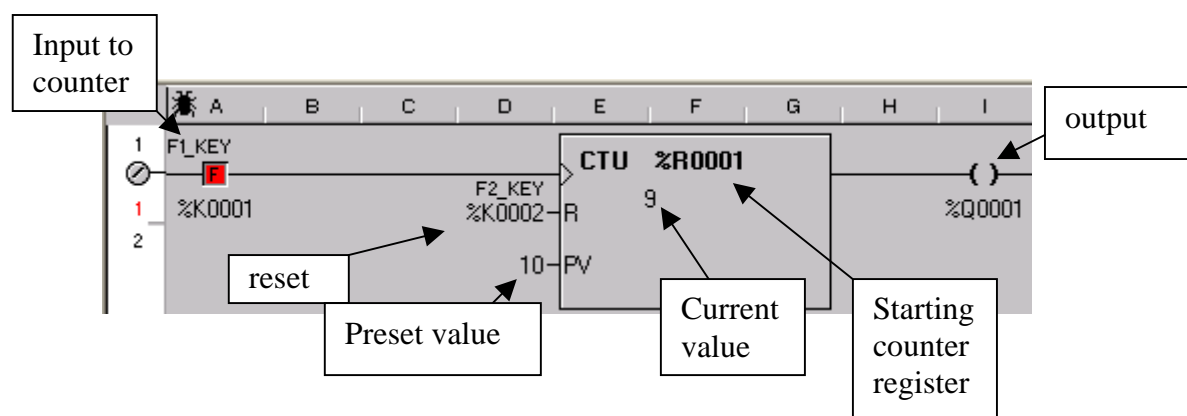 Input to
counter
A B C D E F G H I
output
1 F1_KEY
F
CTU %R0001
F2_KEY
9
1 %K0001
%K0002 R
%Q0001
2
reset
10 PV
Preset value
Current
value
Starting
counter
register